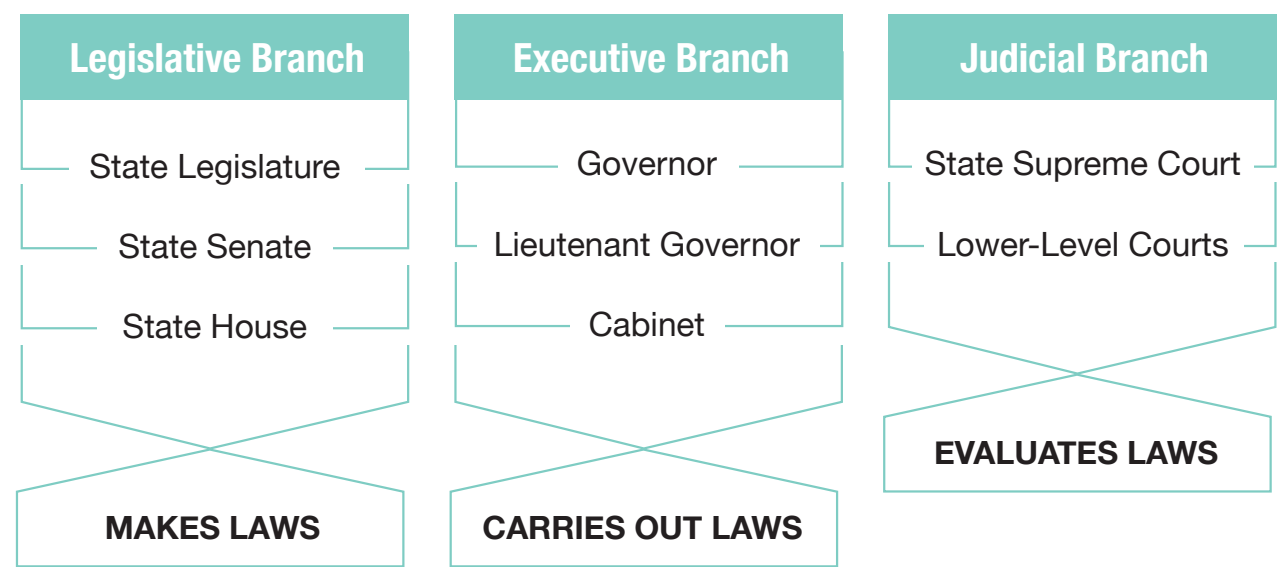 Legislative Branch
State Legislature
State Senate
State House
MAKES LAWS
Executive Branch
Governor
Lieutenant Governor
Cabinet
CARRIES OUT LAWS
Judicial Branch
State Supreme Court
Lower-Level Courts
EVALUATES LAWS